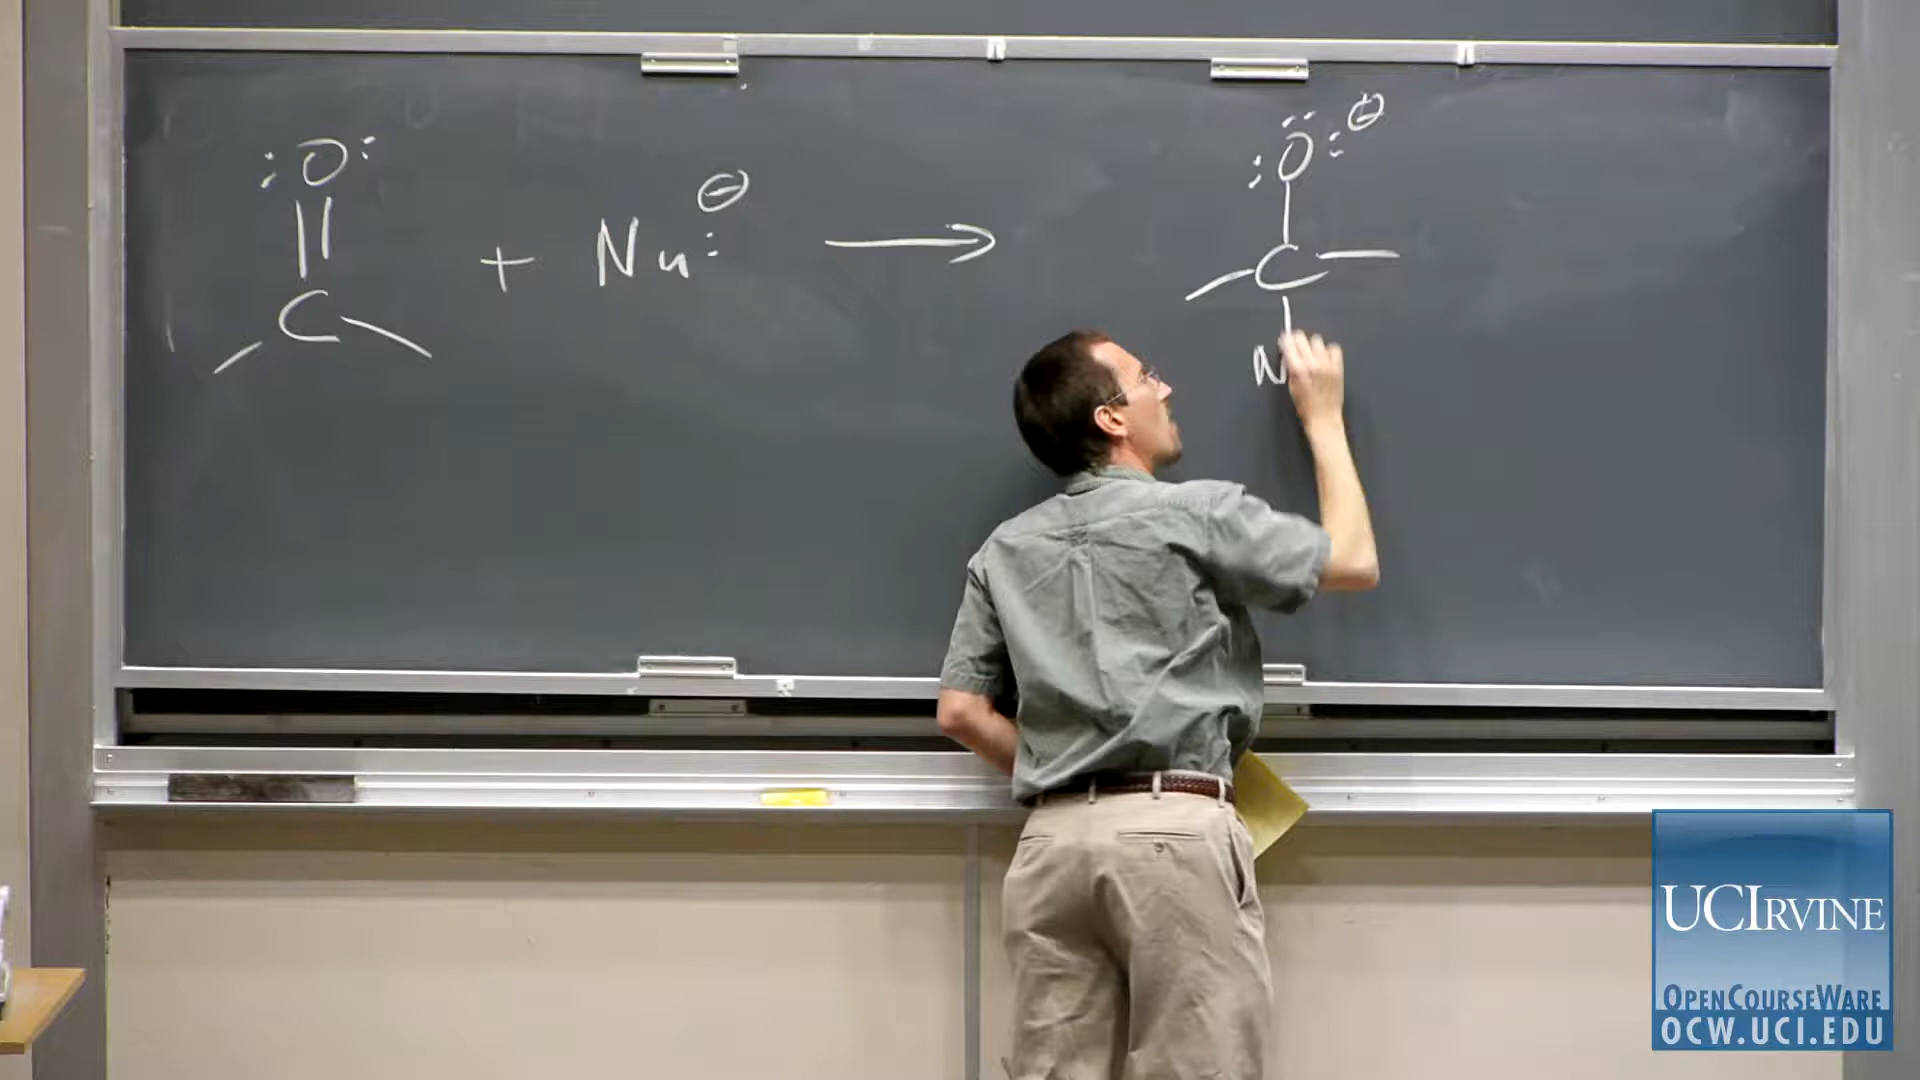 :O:
C
+ Nu:⊖
→
:Ö:⊖
C
N
UCIRVINE
OPENCOURSEWARE
OCW.UCI.EDU